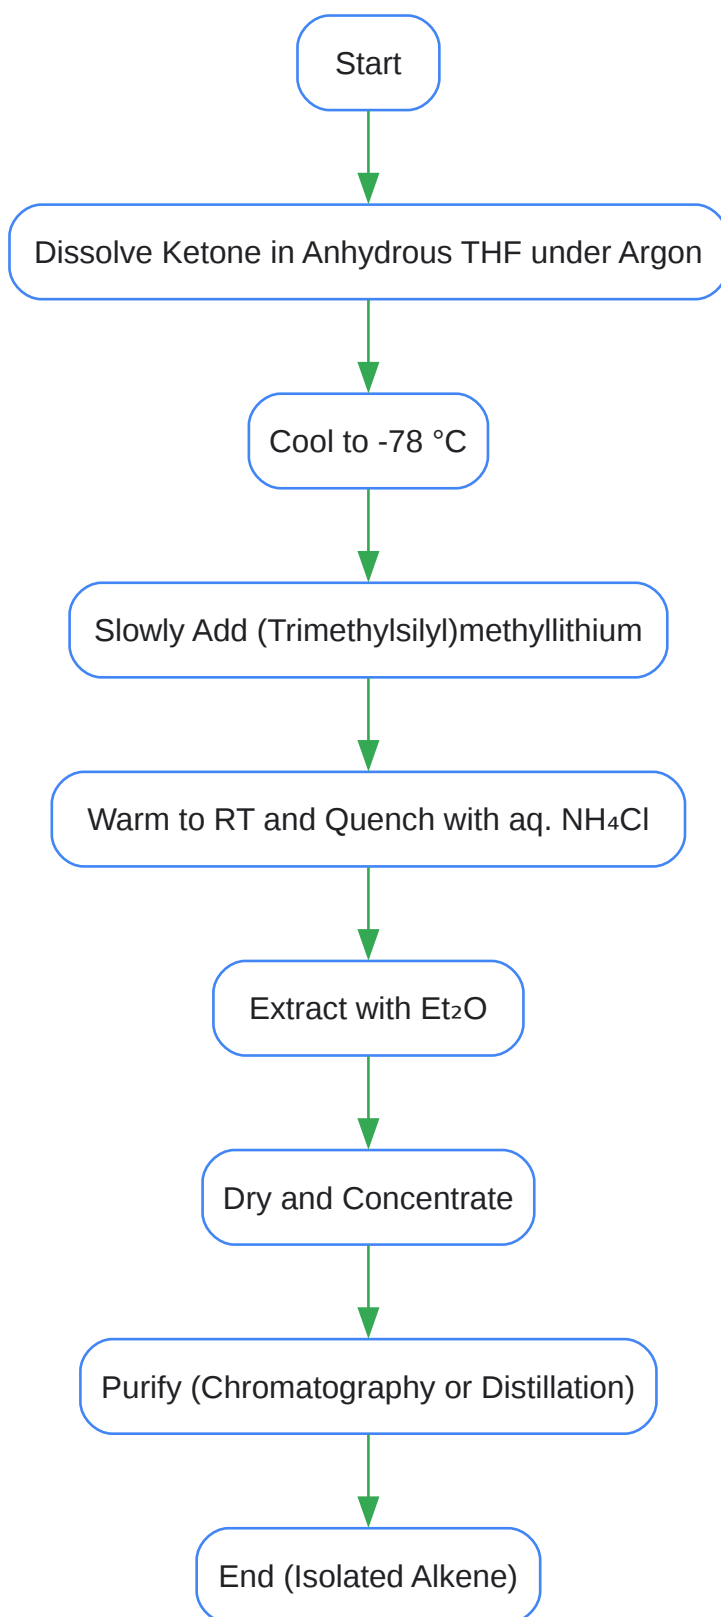 Start
Dissolve Ketone in Anhydrous THF under Argon
Cool to -78 °C
Slowly Add (Trimethylsilyl)methyllithium
Warm to RT and Quench with aq. NH₄Cl
Extract with Et₂O
Dry and Concentrate
Purify (Chromatography or Distillation)
End (Isolated Alkene)